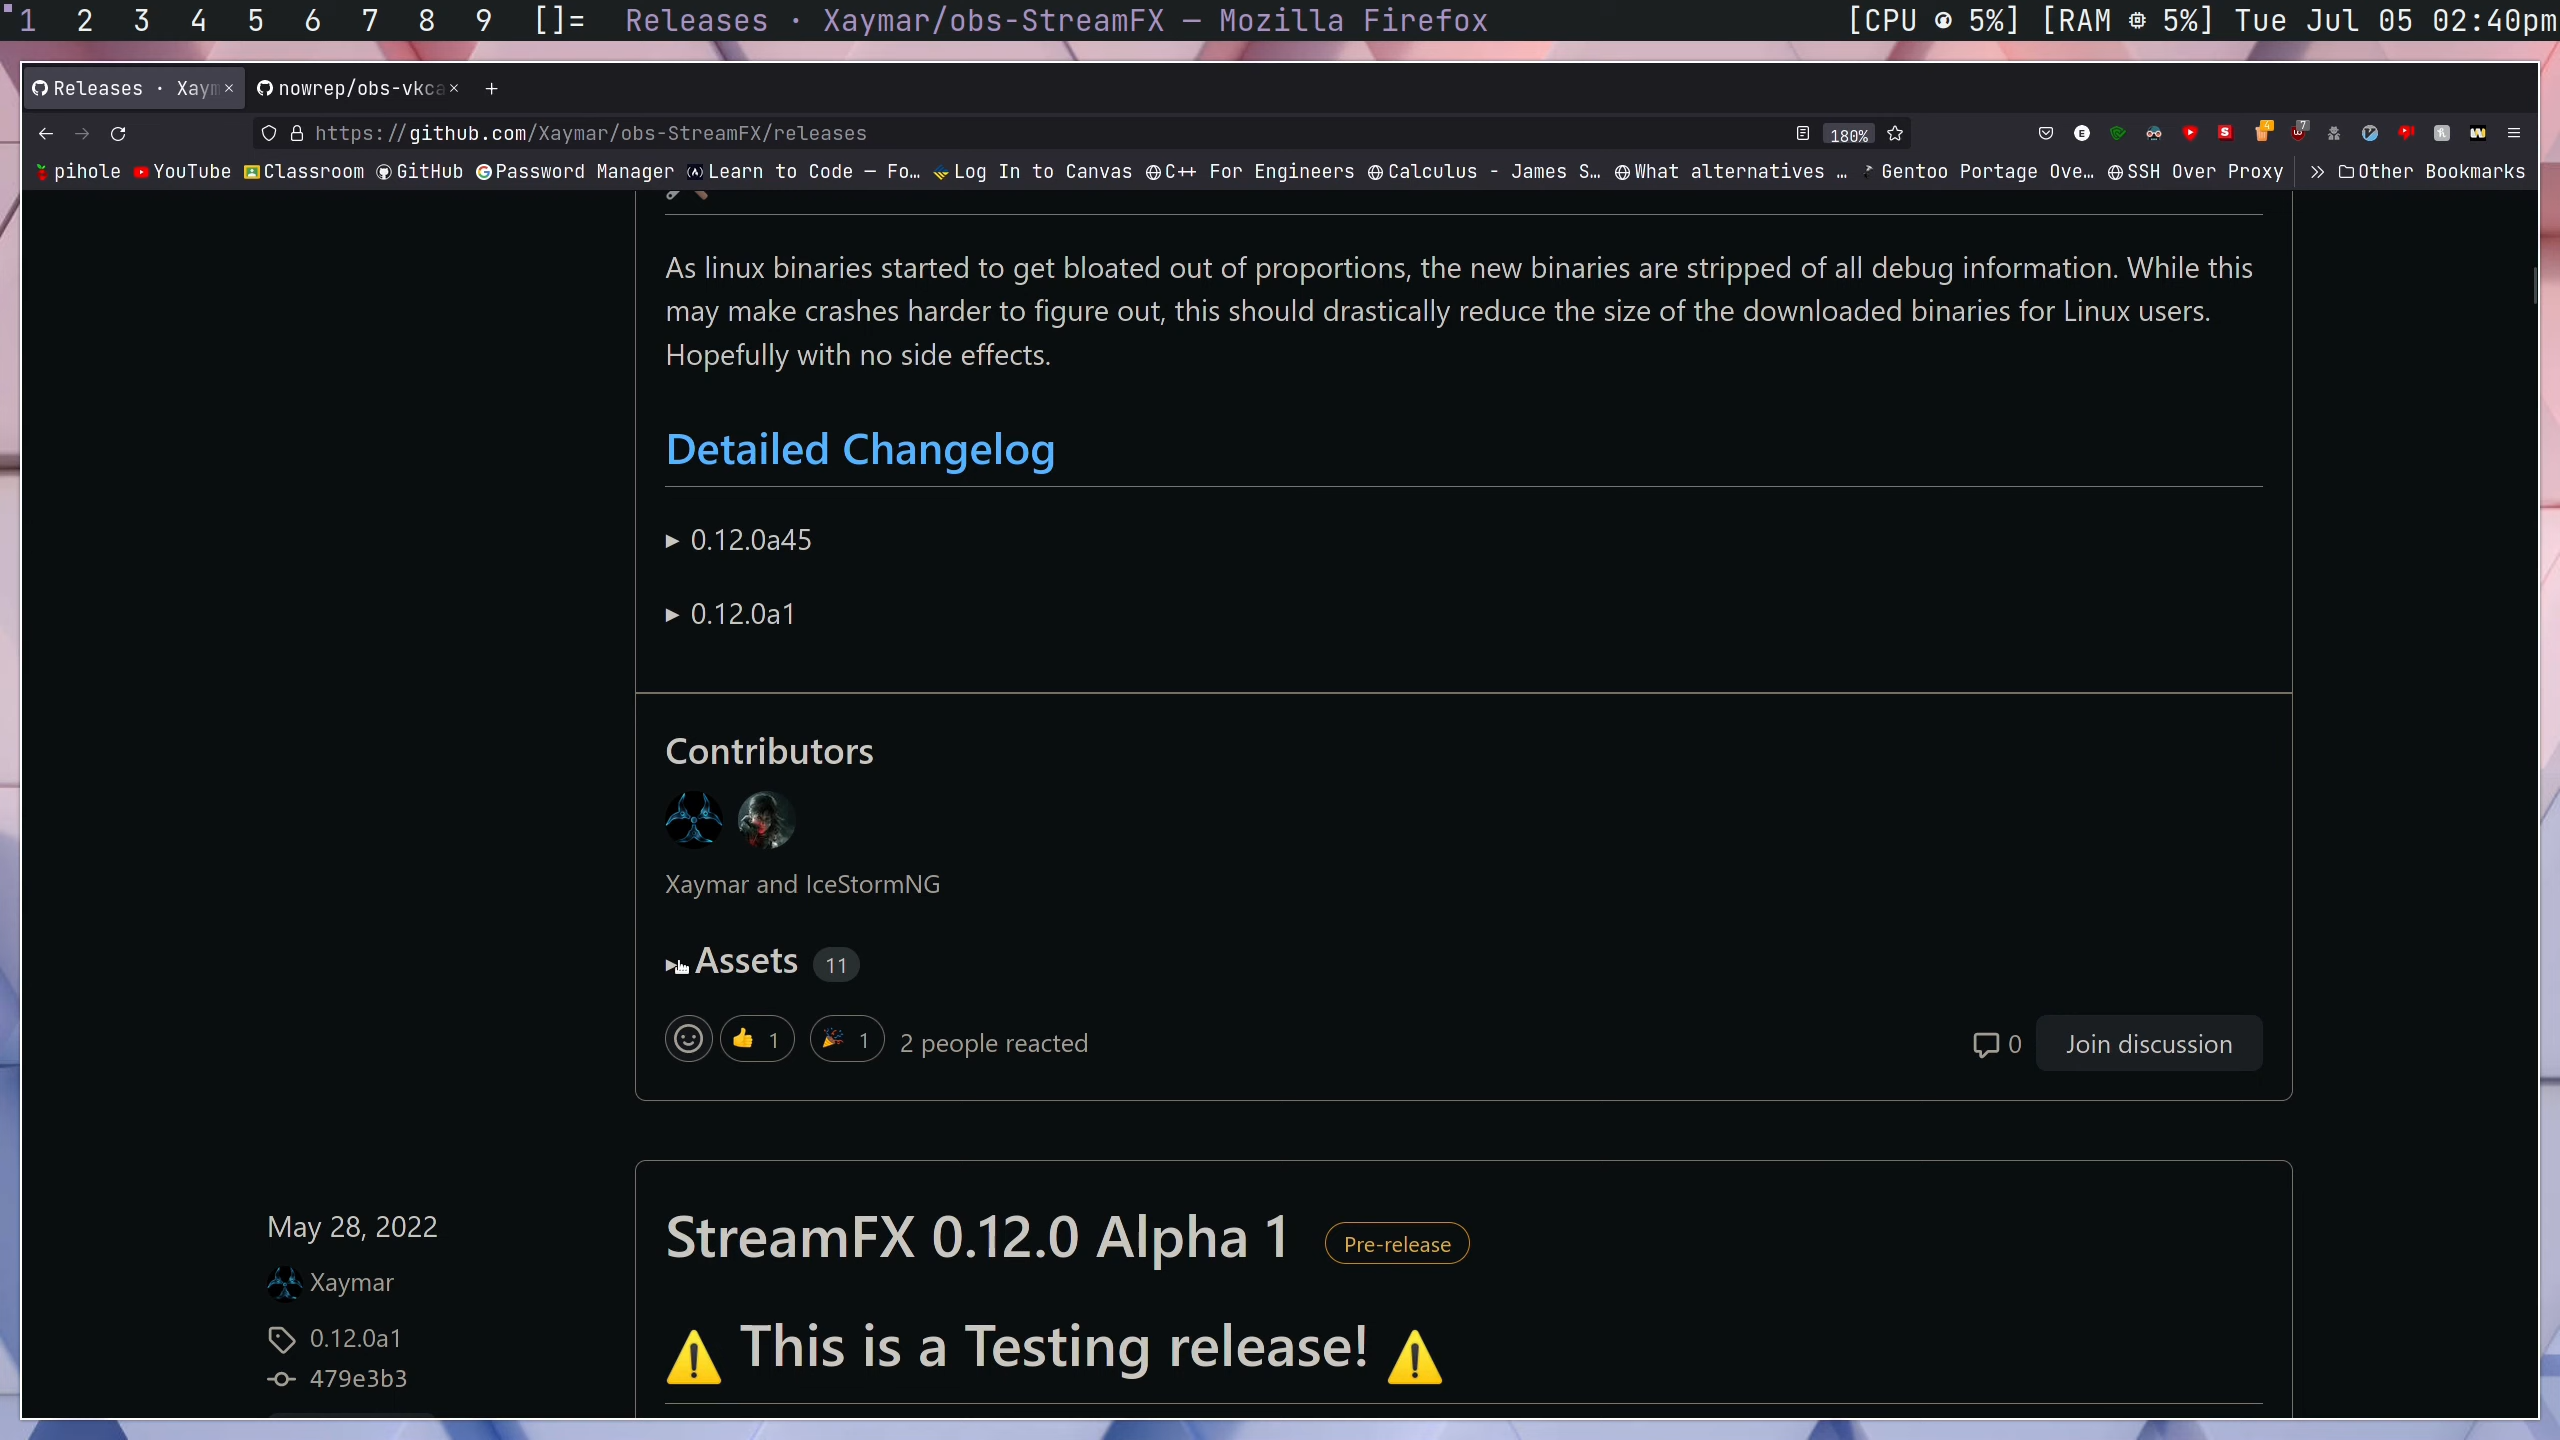 1 2 3 4 5 6 7 8 9 []= Releases · Xaymar/obs-StreamFX — Mozilla Firefox [CPU 5%] [RAM 5%] Tue Jul 05 02:40pm
Releases · Xaym × nowrep/obs-vkca × +
https://github.com/Xaymar/obs-StreamFX/releases 180%
pihole YouTube Classroom GitHub Password Manager Learn to Code — Fo… Log In to Canvas C++ For Engineers Calculus - James S… What alternatives … Gentoo Portage Ove… SSH Over Proxy » Other Bookmarks
As linux binaries started to get bloated out of proportions, the new binaries are stripped of all debug information. While this
may make crashes harder to figure out, this should drastically reduce the size of the downloaded binaries for Linux users.
Hopefully with no side effects.
Detailed Changelog
▶ 0.12.0a45
▶ 0.12.0a1
Contributors
Xaymar and IceStormNG
Assets 11
👍 1 🎉 1 2 people reacted 0 Join discussion
May 28, 2022
Xaymar
0.12.0a1
479e3b3
StreamFX 0.12.0 Alpha 1 Pre-release
⚠️ This is a Testing release! ⚠️